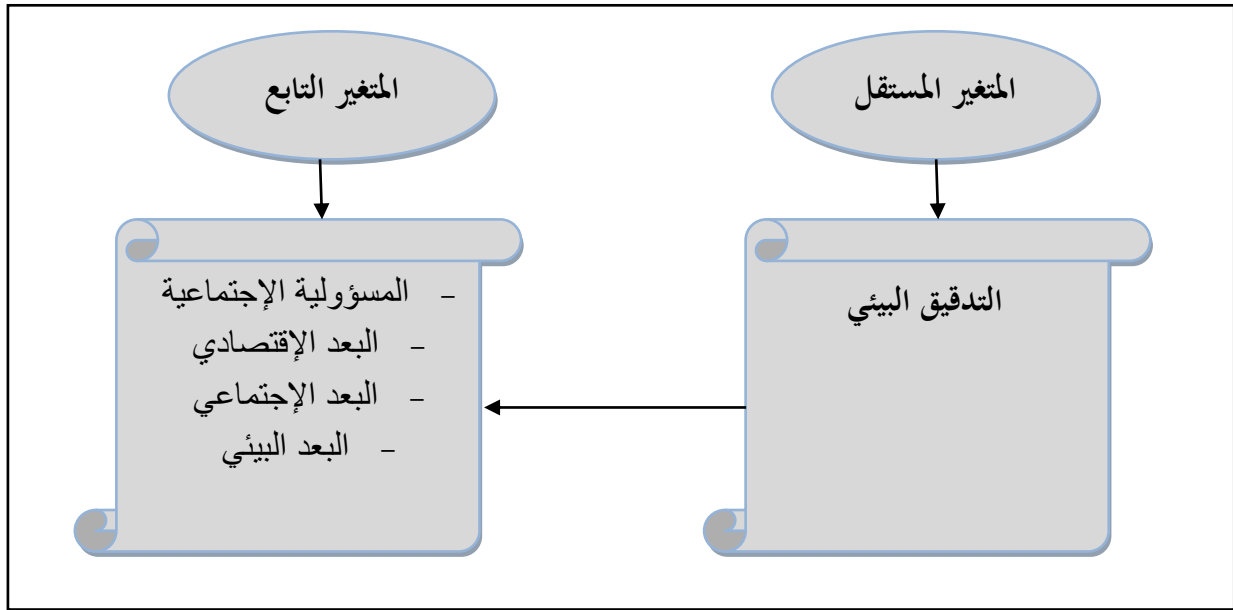 المتغير المستقل
المتغير التابع
التدقيق البيئي
- المسؤولية الإجتماعية
- البعد الإقتصادي
- البعد الإجتماعي
- البعد البيئي